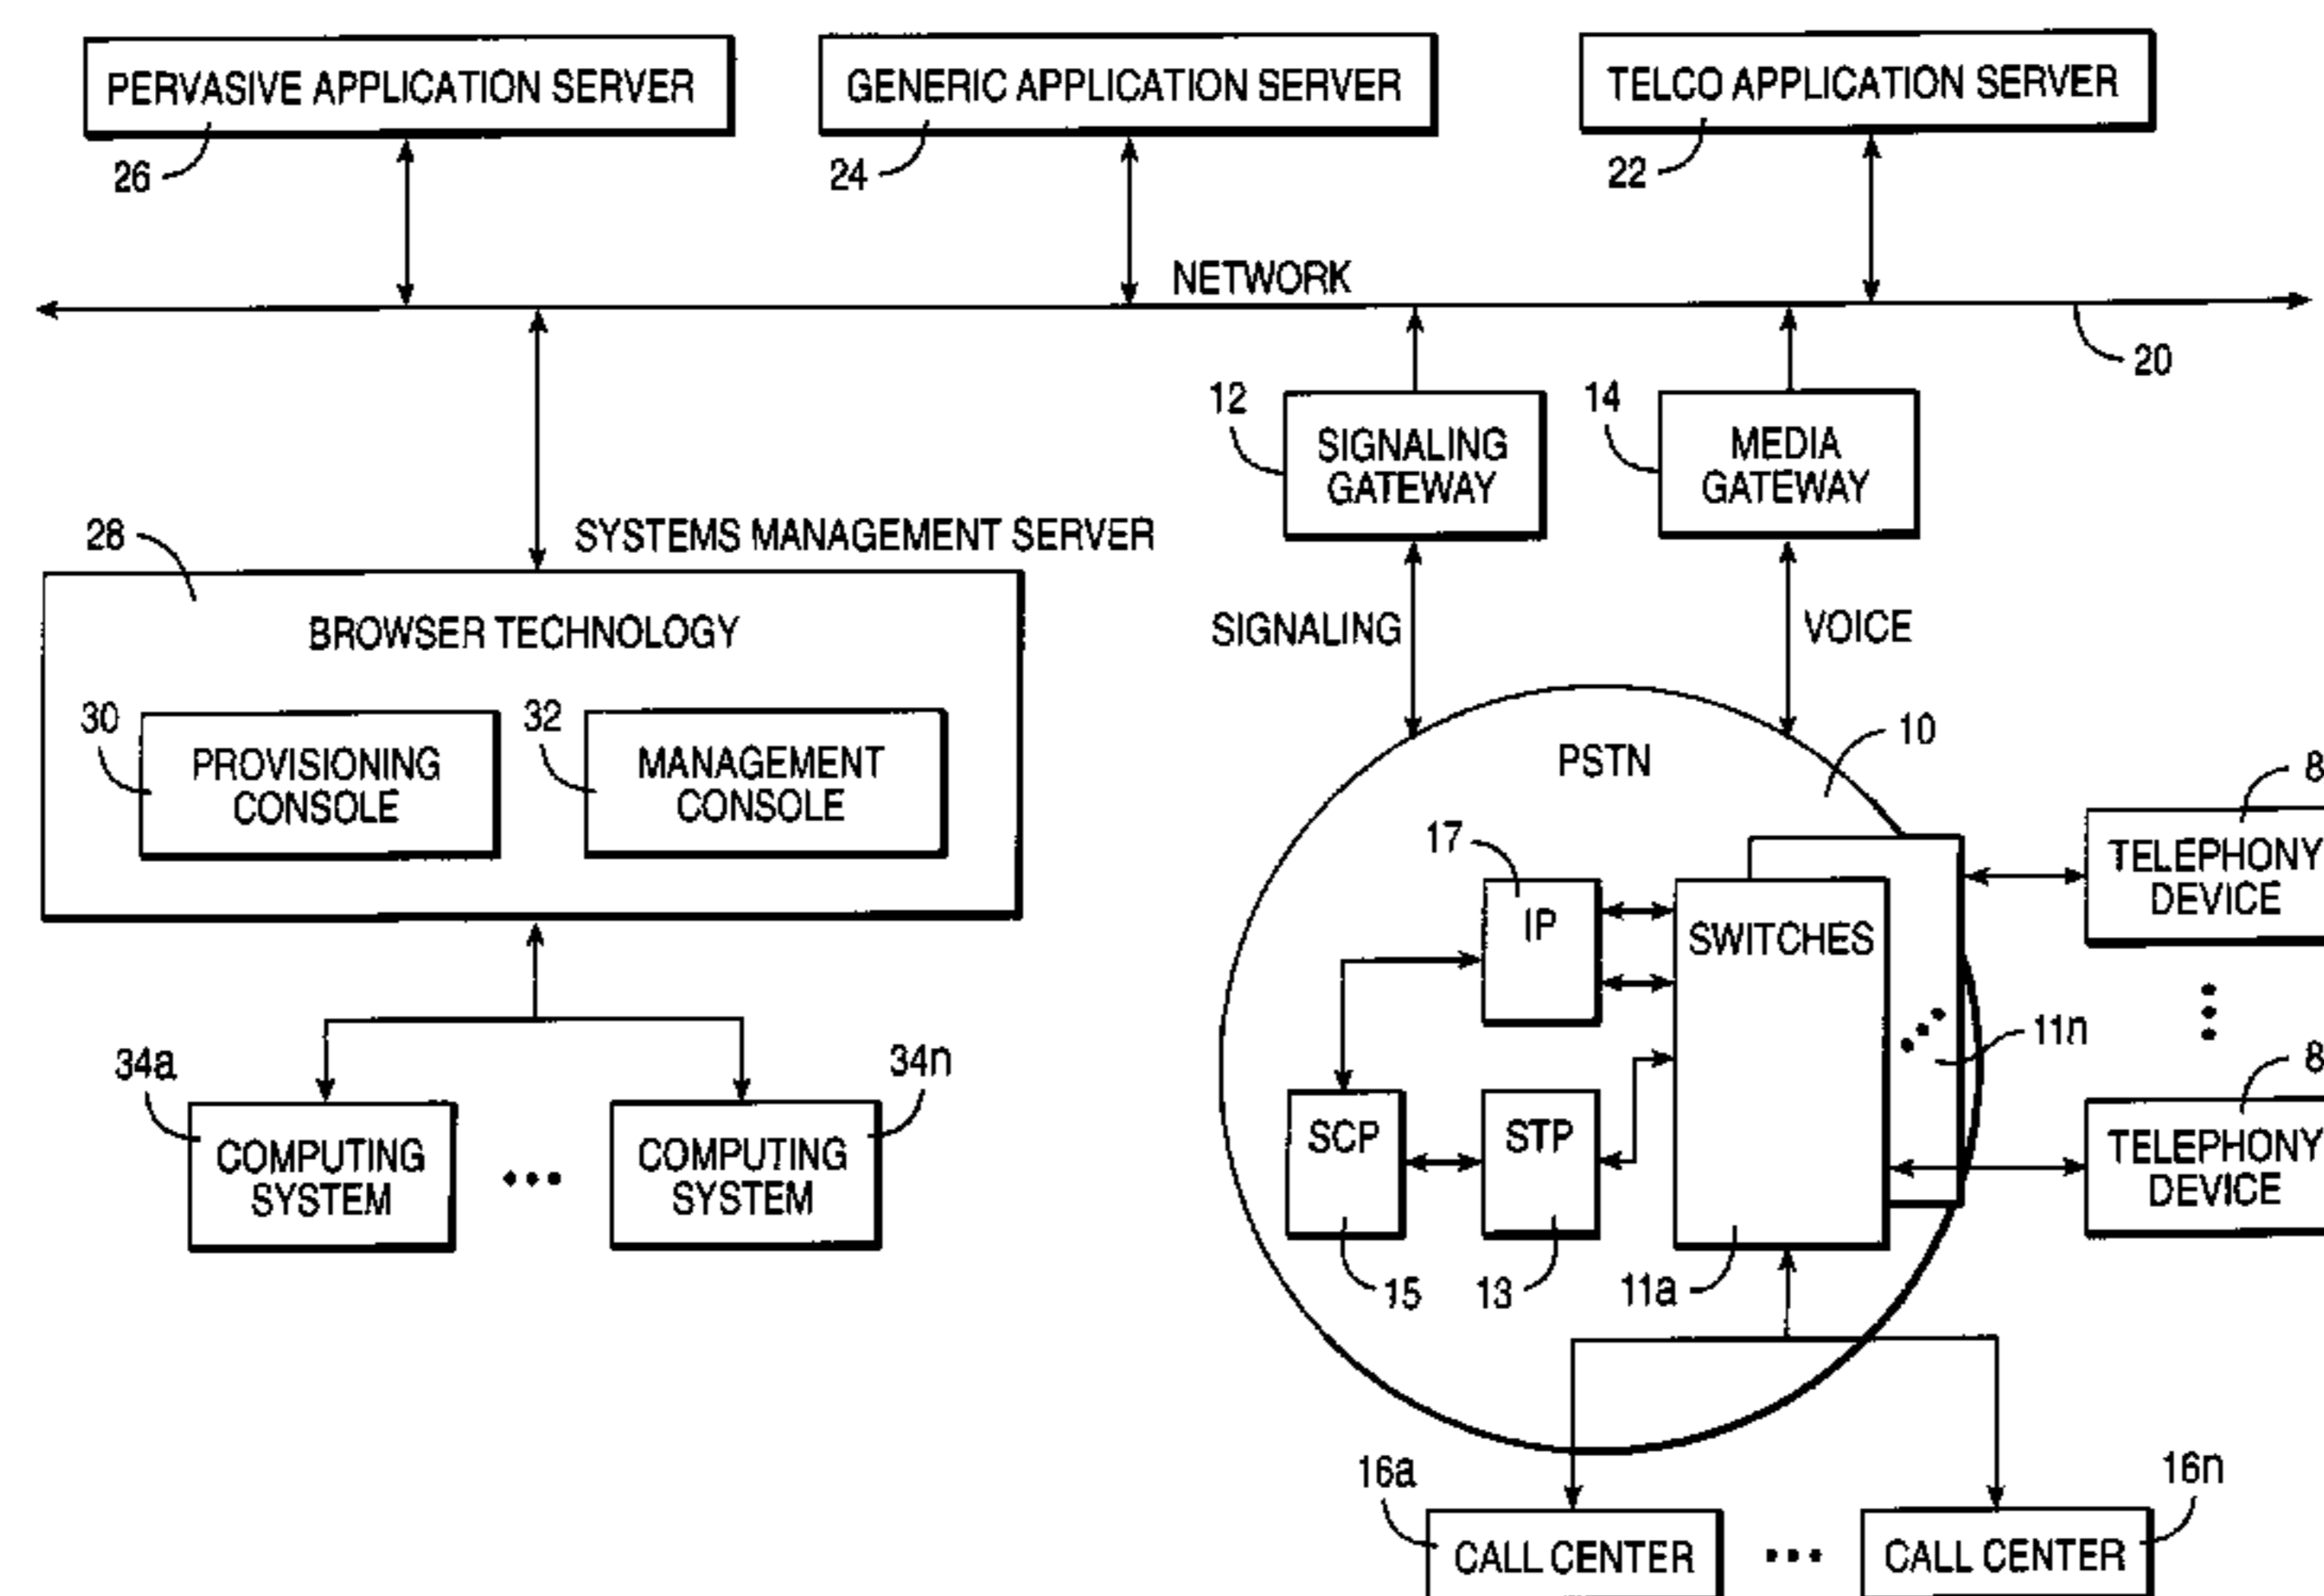 PERVASIVE APPLICATION SERVER
GENERIC APPLICATION SERVER
TELCO APPLICATION SERVER
26
24
22
NETWORK
20
12
SIGNALING
GATEWAY
14
MEDIA
GATEWAY
28
SYSTEMS MANAGEMENT SERVER
BROWSER TECHNOLOGY
SIGNALING
VOICE
30
PROVISIONING
CONSOLE
32
MANAGEMENT
CONSOLE
PSTN
10
8
TELEPHONY
DEVICE
17
IP
SWITCHES
11n
34a
COMPUTING
SYSTEM
34n
COMPUTING
SYSTEM
SCP
STP
8
TELEPHONY
DEVICE
15
13
11a
16a
CALL CENTER
16n
CALL CENTER